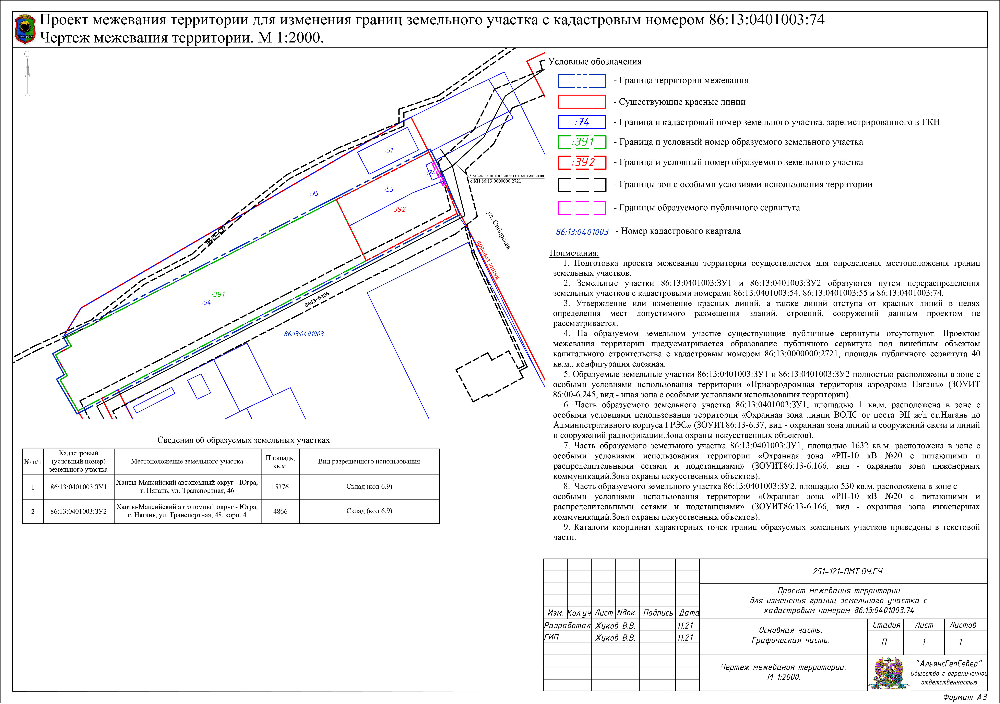 Проект межевания территории для изменения границ земельного участка с кадастровым номером 86:13:0401003:74
Чертеж межевания территории. М 1:2000.
С
:51
:74
Объект капитального строительства
с КН 86:13:0000000:2721
:75
:55
:ЗУ2
ул. Сибирская
86:13-6.37
красная линия
:ЗУ1
:54
86:13-6.166
86:13:0401003
Условные обозначения
- Граница территории межевания
- Существующие красные линии
:74 - Граница и кадастровый номер земельного участка, зарегистрированного в ГКН
:ЗУ1 - Граница и условный номер образуемого земельного участка
:ЗУ2 - Граница и условный номер образуемого земельного участка
- Границы зон с особыми условиями использования территории
- Границы образуемого публичного сервитута
86:13:0401003 - Номер кадастрового квартала
Примечания:
1. Подготовка проекта межевания территории осуществляется для определения местоположения границ
земельных участков.
2. Земельные участки 86:13:0401003:ЗУ1 и 86:13:0401003:ЗУ2 образуются путем перераспределения
земельных участков с кадастровыми номерами 86:13:0401003:54, 86:13:0401003:55 и 86:13:0401003:74.
3. Утверждение или изменение красных линий, а также линий отступа от красных линий в целях
определения мест допустимого размещения зданий, строений, сооружений данным проектом не
рассматривается.
4. На образуемом земельном участке существующие публичные сервитуты отсутствуют. Проектом
межевания территории предусматривается образование публичного сервитута под линейным объектом
капитального строительства с кадастровым номером 86:13:0000000:2721, площадь публичного сервитута 40
кв.м., конфигурация сложная.
5. Образуемые земельные участки 86:13:0401003:ЗУ1 и 86:13:0401003:ЗУ2 полностью расположены в зоне с
особыми условиями использования территории «Приаэродромная территория аэродрома Нягань» (ЗОУИТ
86:00-6.245, вид - иная зона с особыми условиями использования территории).
6. Часть образуемого земельного участка 86:13:0401003:ЗУ1, площадью 1 кв.м. расположена в зоне с
особыми условиями использования территории «Охранная зона линии ВОЛС от поста ЭЦ ж/д ст.Нягань до
Административного корпуса ГРЭС» (ЗОУИТ86:13-6.37, вид - охранная зона линий и сооружений связи и линий
и сооружений радиофикации.Зона охраны искусственных объектов).
7. Часть образуемого земельного участка 86:13:0401003:ЗУ1, площадью 1632 кв.м. расположена в зоне с
особыми условиями использования территории «Охранная зона «РП-10 кВ №20 с питающими и
распределительными сетями и подстанциями» (ЗОУИТ86:13-6.166, вид - охранная зона инженерных
коммуникаций.Зона охраны искусственных объектов).
8. Часть образуемого земельного участка 86:13:0401003:ЗУ2, площадью 530 кв.м. расположена в зоне с
особыми условиями использования территории «Охранная зона «РП-10 кВ №20 с питающими и
распределительными сетями и подстанциями» (ЗОУИТ86:13-6.166, вид - охранная зона инженерных
коммуникаций.Зона охраны искусственных объектов).
9. Каталоги координат характерных точек границ образуемых земельных участков приведены в текстовой
части.
Сведения об образуемых земельных участках
№ п/п Кадастровый (условный номер) земельного участка Местоположение земельного участка Площадь, кв.м. Вид разрешенного использования
1 86:13:0401003:ЗУ1 Ханты-Мансийский автономный округ - Югра, г. Нягань, ул. Транспортная, 46 15376 Склад (код 6.9)
2 86:13:0401003:ЗУ2 Ханты-Мансийский автономный округ - Югра, г. Нягань, ул. Транспортная, 48, корп. 4 4866 Склад (код 6.9)
251-121-ПМТ.ОЧ.ГЧ
Проект межевания территории
для изменения границ земельного участка с
кадастровым номером 86:13:0401003:74
Изм. Кол.уч Лист Nдок. Подпись Дата
Разработал Жуков В.В. 11.21
ГИП Жуков В.В. 11.21
Основная часть.
Графическая часть.
Стадия Лист Листов
П 1 1
Чертеж межевания территории.
М 1:2000.
"АльянсГеоСевер"
Общество с ограниченной
ответственностью
Формат А3